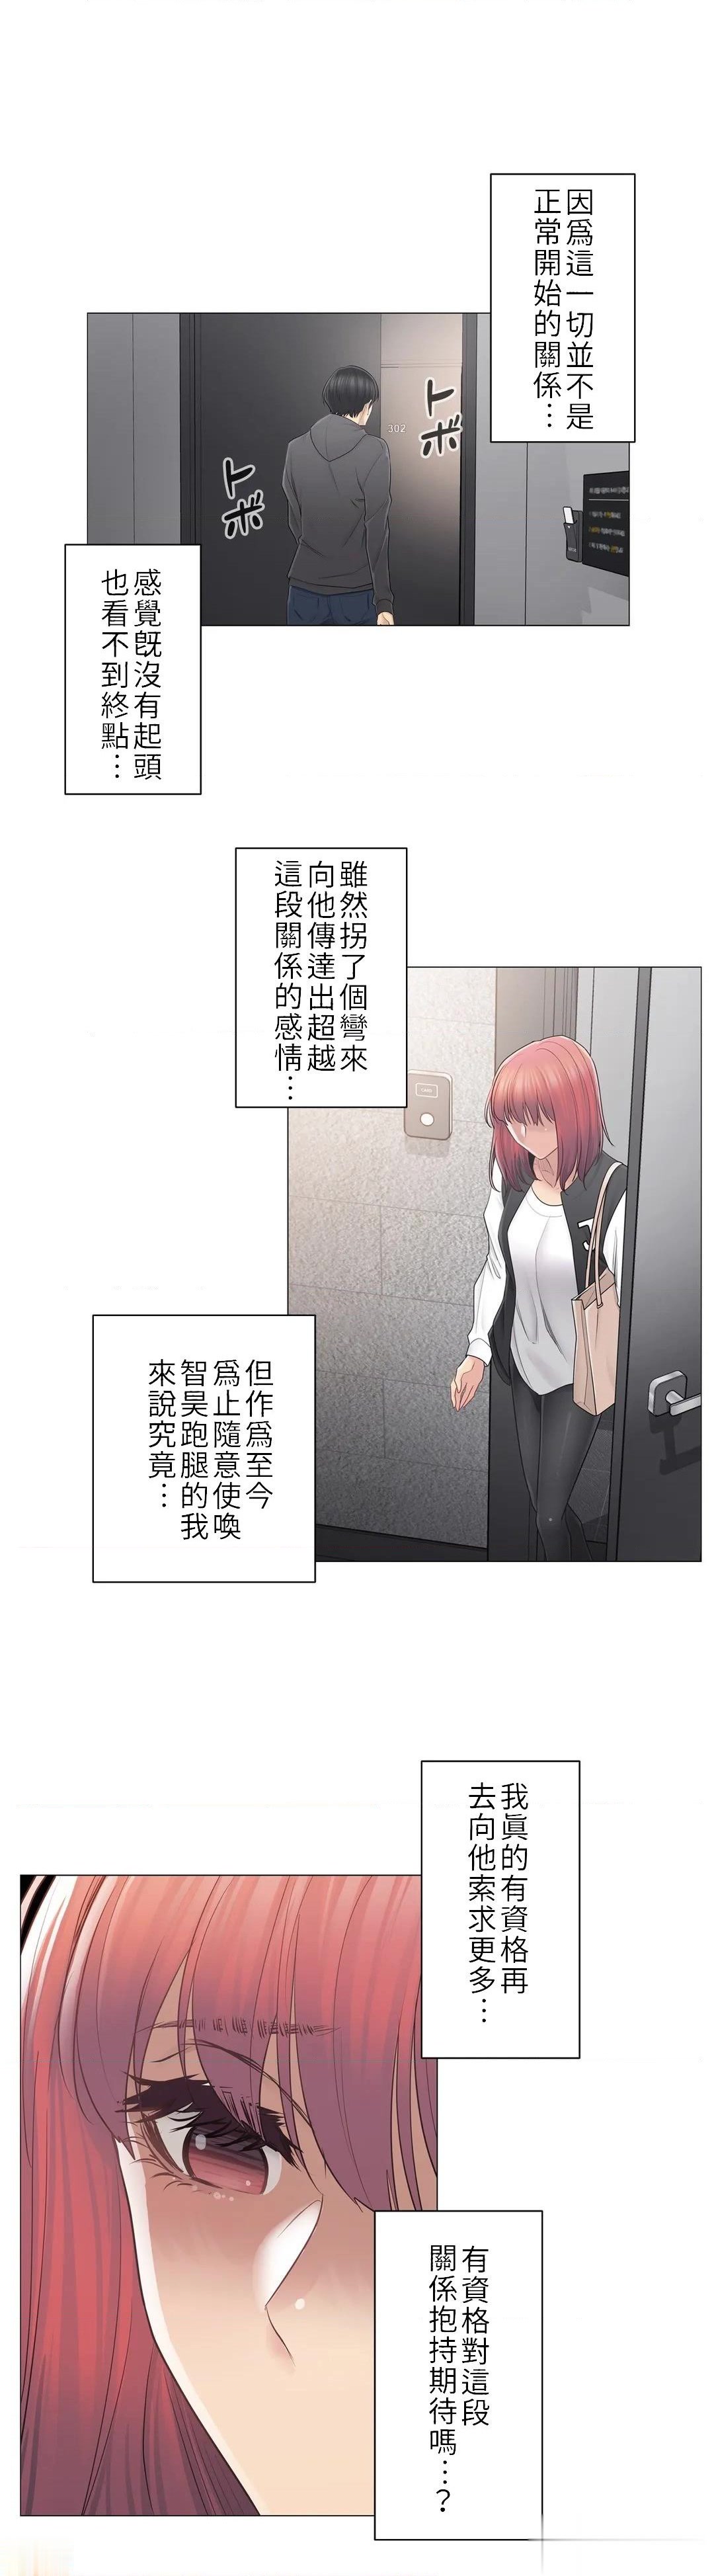 因爲這一切並不是
正常開始的關係…
トボ
302
トボ
感覺旣沒有起頭
也看不到終點…
雖然拐了個彎來
向他傳達出超越
這段關係的感情…
CARD
但作爲至今
爲止隨意使喚
智昊跑腿的我
來說究竟…
我眞的有資格再
去向他索求更多…
有資格對這段
關係抱持期待嗎…?